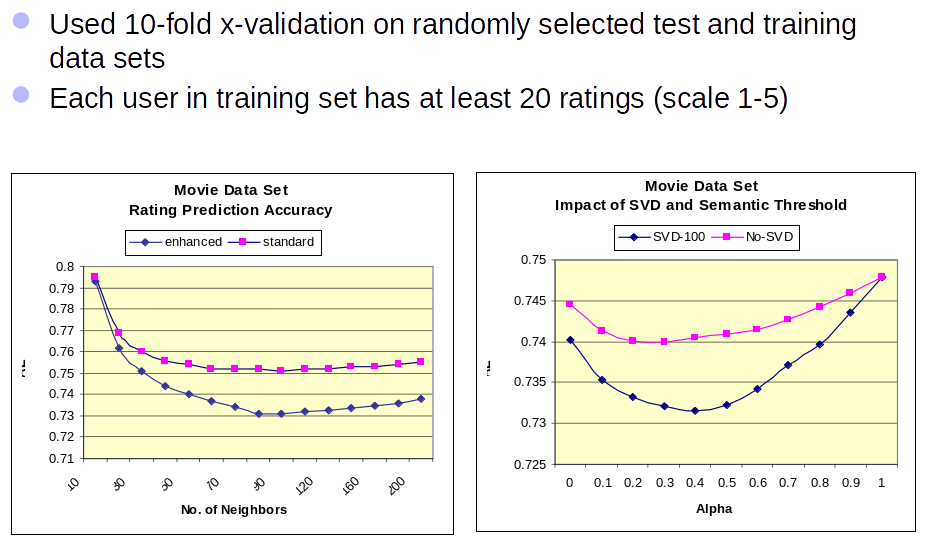 Used 10-fold x-validation on randomly selected test and training
data sets
Each user in training set has at least 20 ratings (scale 1-5)
Movie Data Set
Rating Prediction Accuracy
enhanced standard
0.8
0.79
0.78
0.77
0.76
0.75
0.74
0.73
0.72
0.71
No. of Neighbors
Movie Data Set
Impact of SVD and Semantic Threshold
SVD-100 No-SVD
0.75
0.745
0.74
0.735
0.73
0.725
0 0.1 0.2 0.3 0.4 0.5 0.6 0.7 0.8 0.9 1
Alpha